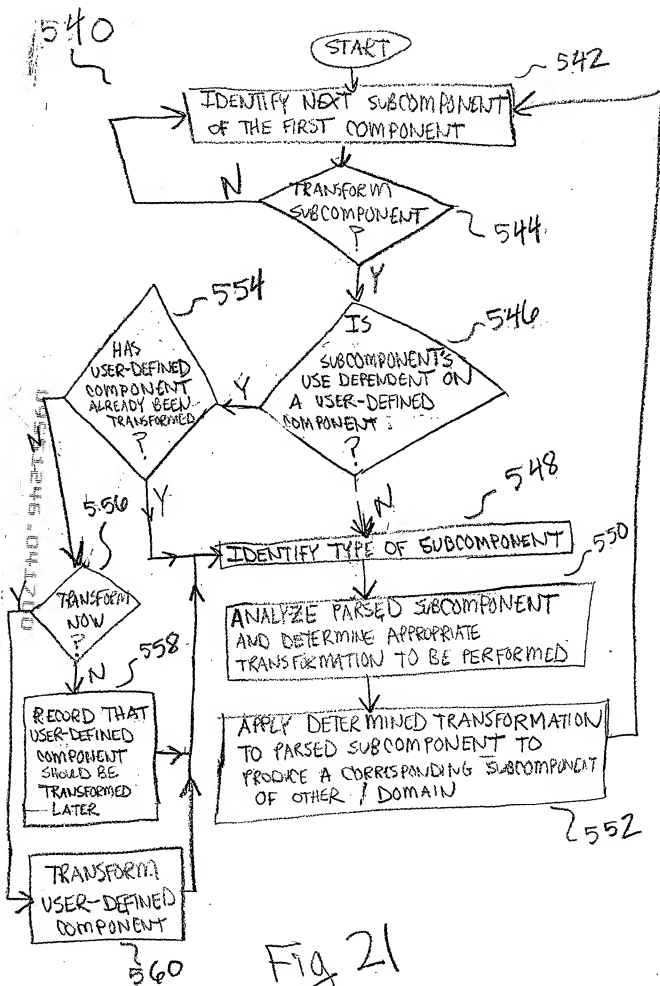 540
START
542
IDENTIFY NEXT SUBCOMPONENT
OF THE FIRST COMPONENT
N
TRANSFORM
SUBCOMPONENT
?
544
Y
554
546
IS
SUBCOMPONENT'S
USE DEPENDENT ON
A USER-DEFINED
COMPONENT
?
HAS
USER-DEFINED
COMPONENT
ALREADY BEEN
TRANSFORMED
?
Y
N
Y
N
548
IDENTIFY TYPE OF SUBCOMPONENT
556
550
TRANSFORM
NOW
?
Y
N
ANALYZE PARSED SUBCOMPONENT
AND DETERMINE APPROPRIATE
TRANSFORMATION TO BE PERFORMED
558
RECORD THAT
USER-DEFINED
COMPONENT
SHOULD BE
TRANSFORMED
LATER
APPLY DETERMINED TRANSFORMATION
TO PARSED SUBCOMPONENT TO
PRODUCE A CORRESPONDING SUBCOMPONENT
OF OTHER / DOMAIN
552
TRANSFORM
USER-DEFINED
COMPONENT
560
Fig 21